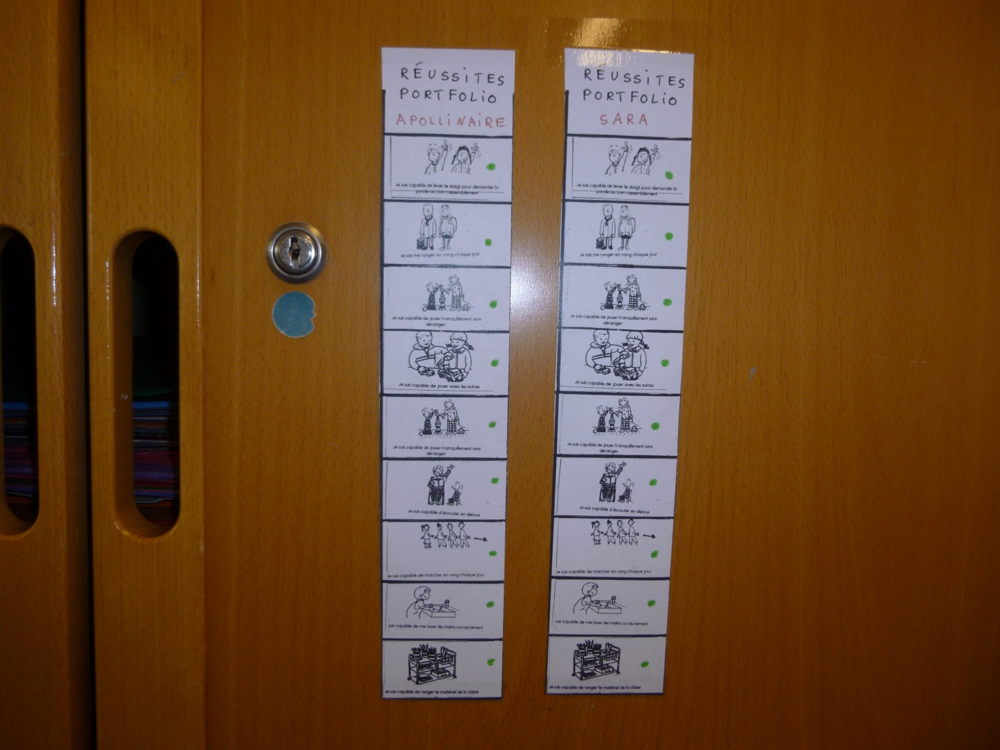 RÉUSSiTES
PORTFOLiO
APOLLiNAiRE
Je suis capable de lever le doigt pour demander la
parole au coin rassemblement
Je sais me ranger en rang chaque jour
Je suis capable de jouer tranquillement sans
déranger
Je suis capable de jouer avec les autres
Je suis capable de jouer tranquillement sans
déranger
Je suis capable d'écouter en silence
Je suis capable de marcher en rang chaque jour
suis capable de me laver les mains correctement
Je suis capable de ranger le matériel de la classe
RÉUSSiTES
PORTFOLiO
SARA
Je suis capable de lever le doigt pour demander la
parole au coin rassemblement
Je sais me ranger en rang chaque jour
Je suis capable de jouer tranquillement sans
déranger
Je suis capable de jouer avec les autres
Je suis capable de jouer tranquillement sans
déranger
Je suis capable d'écouter en silence
Je suis capable de marcher en rang chaque jour
suis capable de me laver les mains correctement
Je suis capable de ranger le matériel de la classe